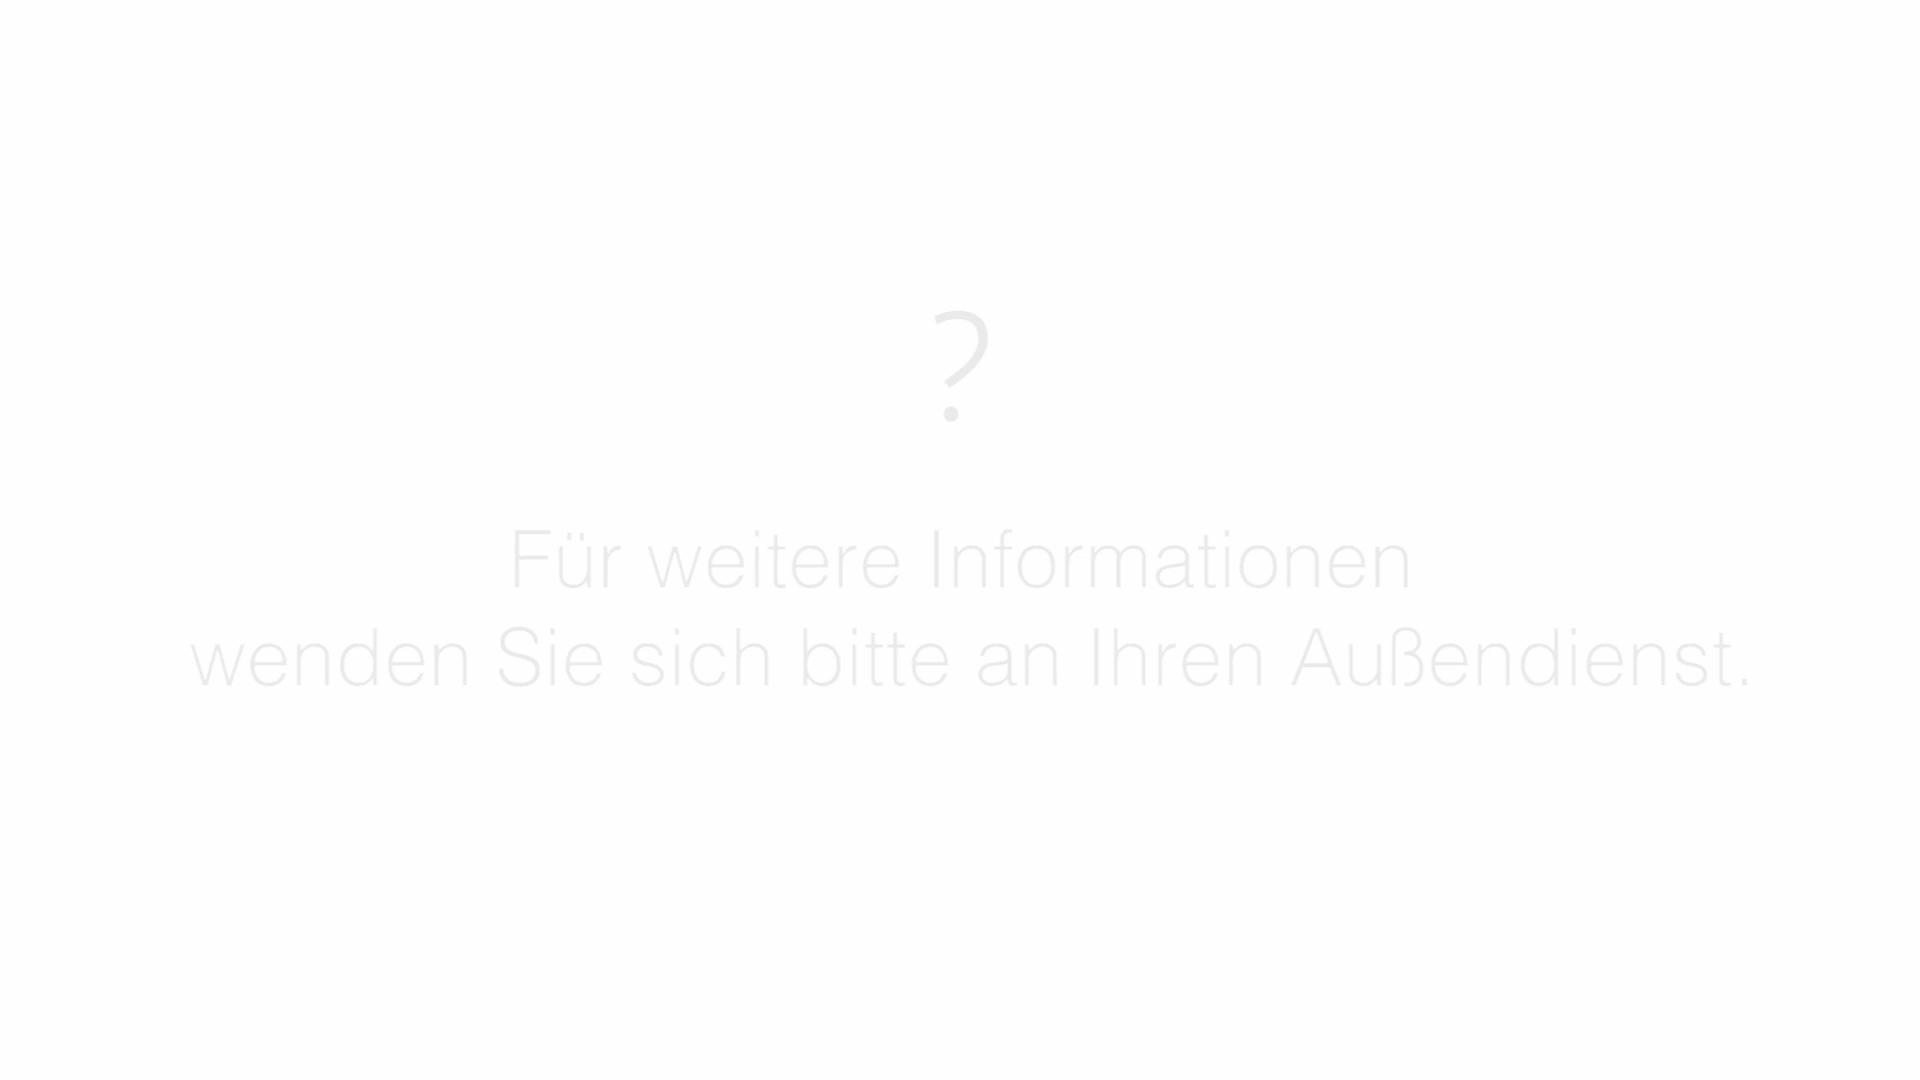 ?
Für weitere Informationen
wenden Sie sich bitte an Ihren Außendienst.